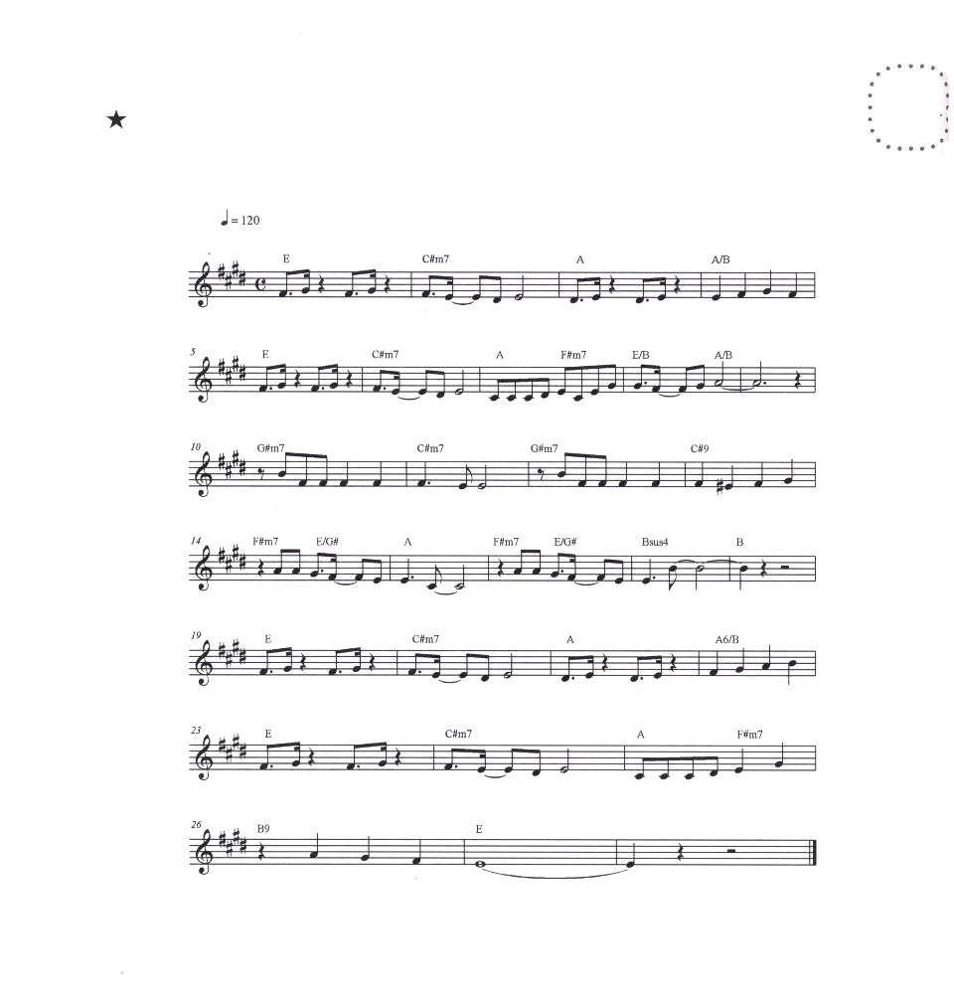 ★
♩ = 120
E C#m7 A A/B
5
E C#m7 A F#m7 E/B A/B
10
G#m7 C#m7 G#m7 C#9
14
F#m7 E/G# A F#m7 E/G# Bsus4 B
19
E C#m7 A A6/B
23
E C#m7 A F#m7
26
B9 E